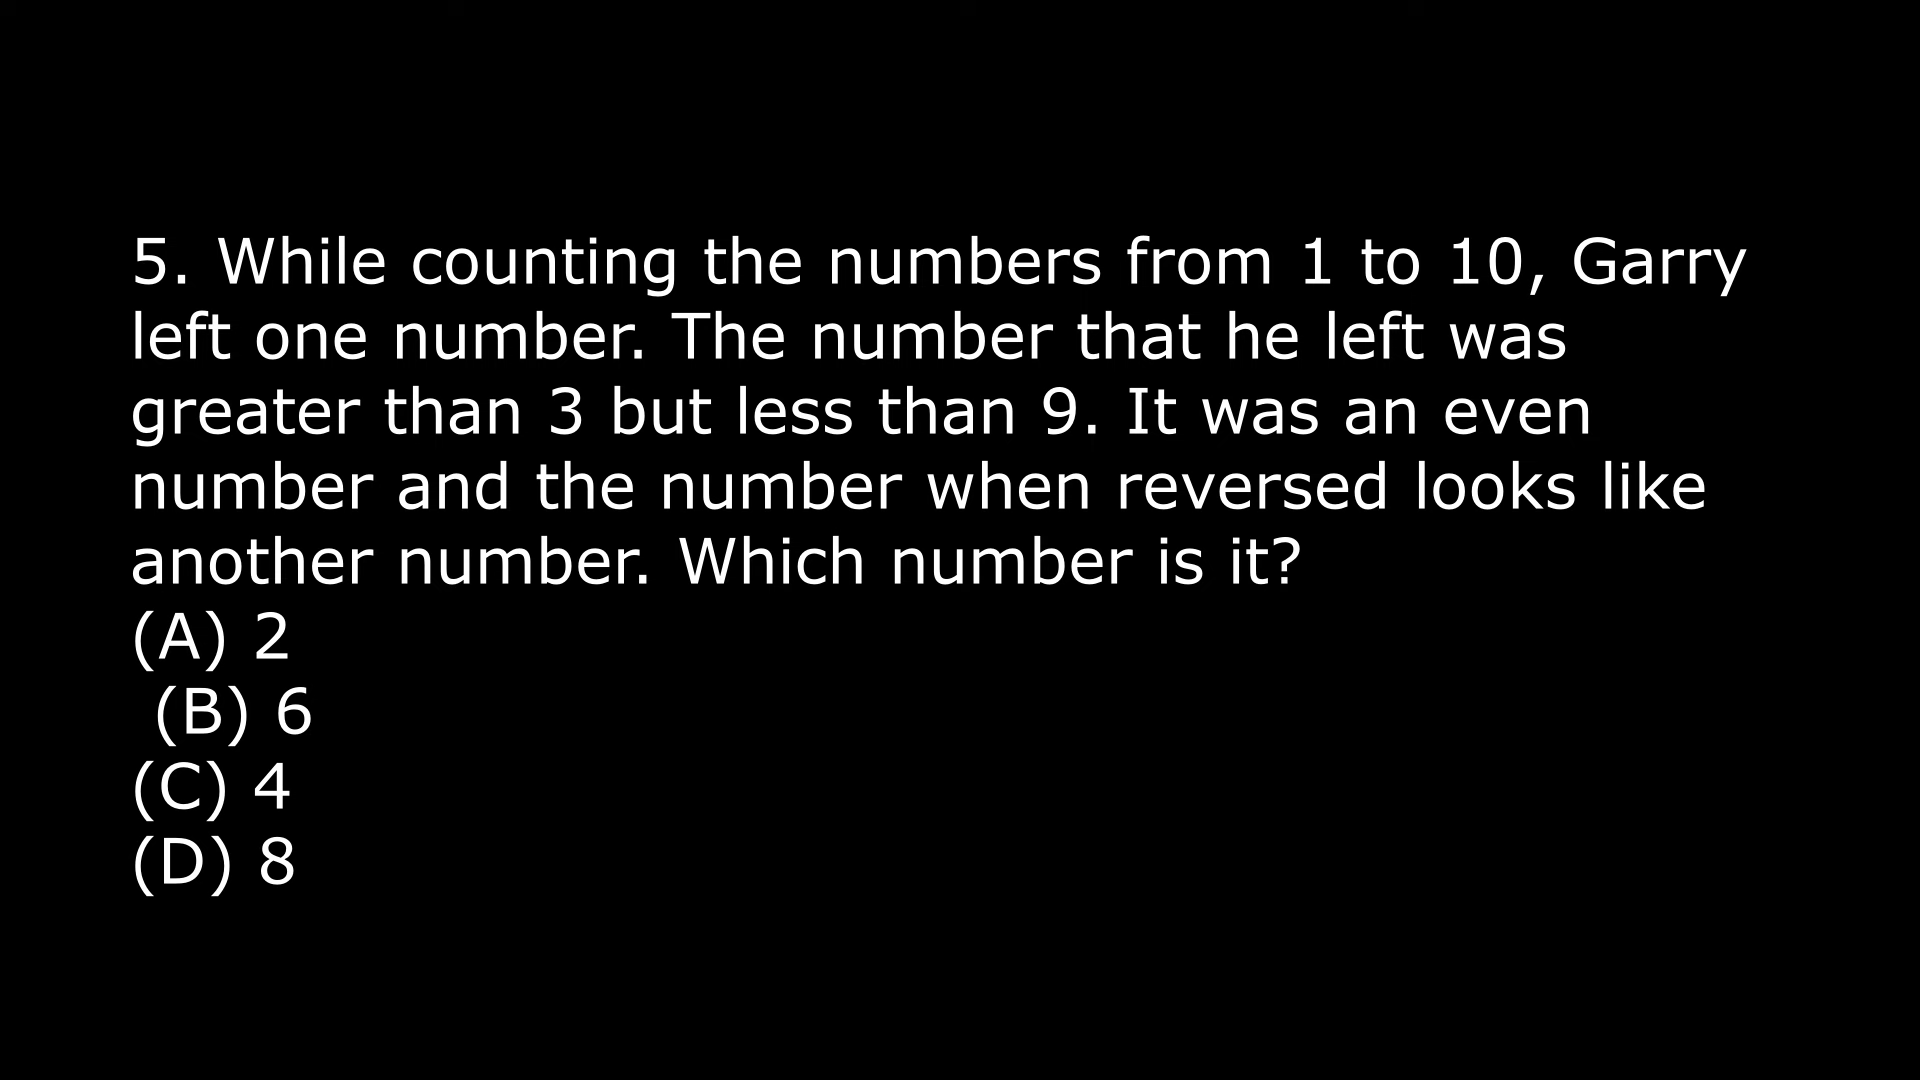 5. While counting the numbers from 1 to 10, Garry
left one number. The number that he left was
greater than 3 but less than 9. It was an even
number and the number when reversed looks like
another number. Which number is it?
(A) 2
(B) 6
(C) 4
(D) 8